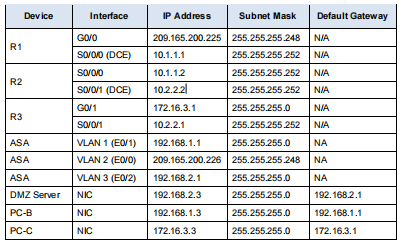 Device Interface IP Address Subnet Mask Default Gateway
R1 G0/0 209.165.200.225 255.255.255.248 N/A
S0/0/0 (DCE) 10.1.1.1 255.255.255.252 N/A
R2 S0/0/0 10.1.1.2 255.255.255.252 N/A
S0/0/1 (DCE) 10.2.2.2 255.255.255.252 N/A
R3 G0/1 172.16.3.1 255.255.255.0 N/A
S0/0/1 10.2.2.1 255.255.255.252 N/A
ASA VLAN 1 (E0/1) 192.168.1.1 255.255.255.0 NA
ASA VLAN 2 (E0/0) 209.165.200.226 255.255.255.248 NA
ASA VLAN 3 (E0/2) 192.168.2.1 255.255.255.0 NA
DMZ Server NIC 192.168.2.3 255.255.255.0 192.168.2.1
PC-B NIC 192.168.1.3 255.255.255.0 192.168.1.1
PC-C NIC 172.16.3.3 255.255.255.0 172.16.3.1